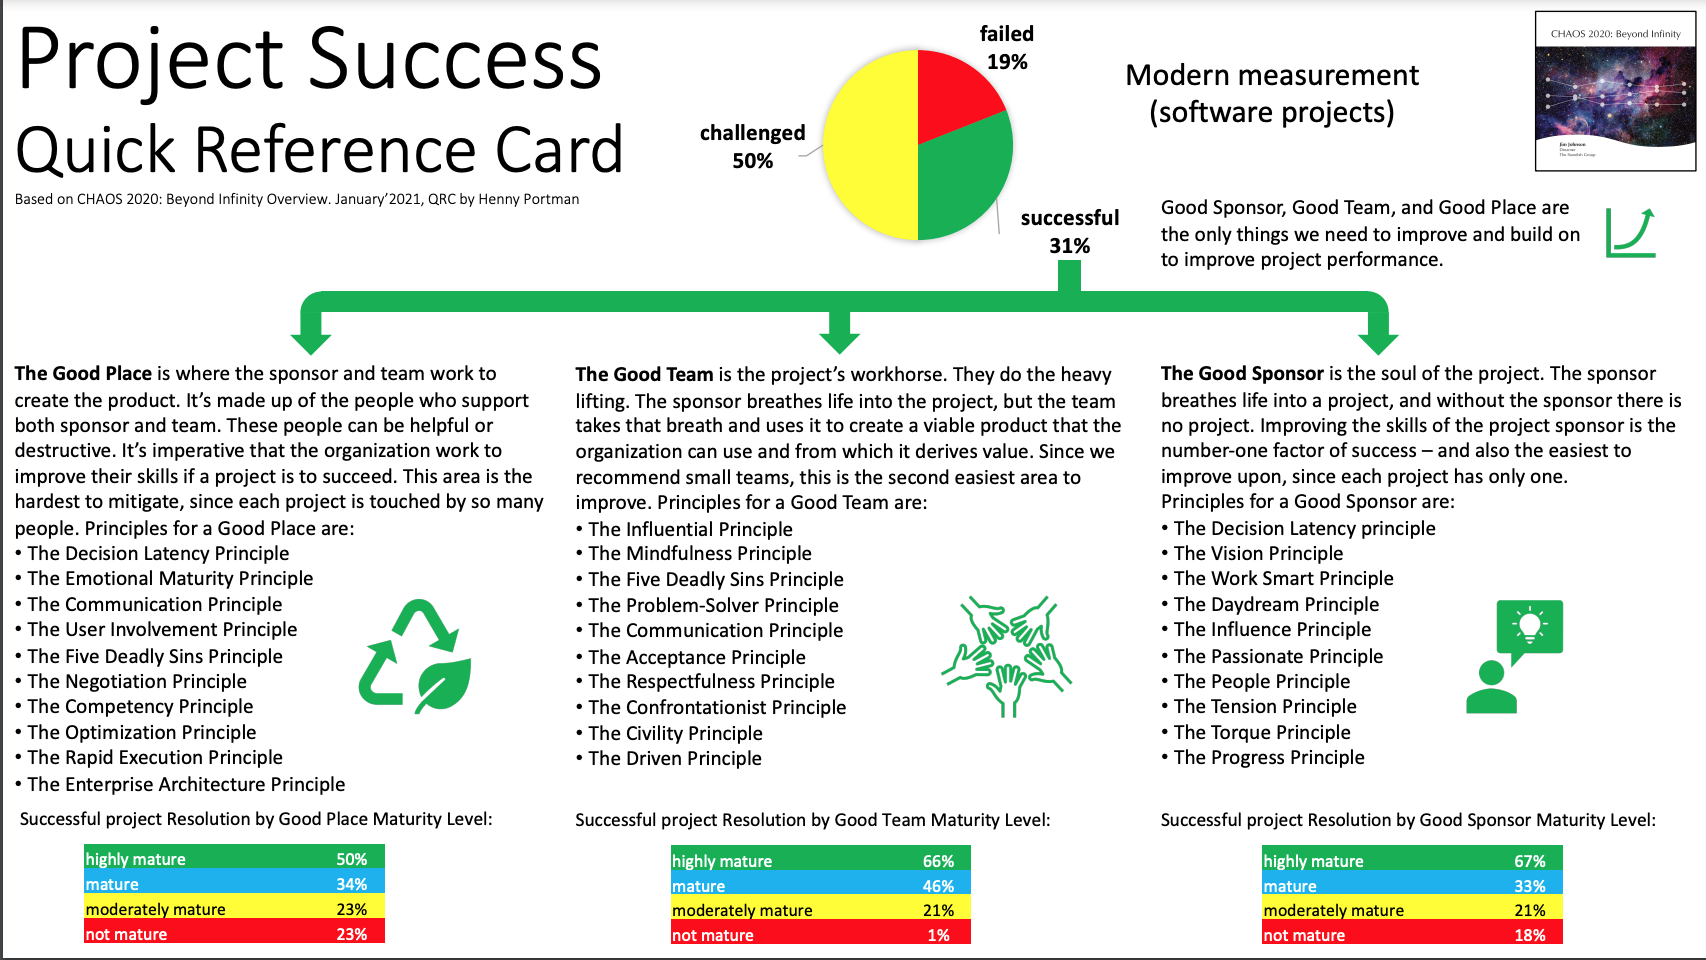 Project Success
Quick Reference Card
Based on CHAOS 2020: Beyond Infinity Overview. January’2021, QRC by Henny Portman
failed
19%
challenged
50%
successful
31%
Modern measurement
(software projects)
CHAOS 2020: Beyond Infinity
Jim Johnson
Chairman
The Standish Group
Good Sponsor, Good Team, and Good Place are
the only things we need to improve and build on
to improve project performance.
The Good Place is where the sponsor and team work to
create the product. It’s made up of the people who support
both sponsor and team. These people can be helpful or
destructive. It’s imperative that the organization work to
improve their skills if a project is to succeed. This area is the
hardest to mitigate, since each project is touched by so many
people. Principles for a Good Place are:
• The Decision Latency Principle
• The Emotional Maturity Principle
• The Communication Principle
• The User Involvement Principle
• The Five Deadly Sins Principle
• The Negotiation Principle
• The Competency Principle
• The Optimization Principle
• The Rapid Execution Principle
• The Enterprise Architecture Principle
Successful project Resolution by Good Place Maturity Level:
highly mature 50%
mature 34%
moderately mature 23%
not mature 23%
The Good Team is the project’s workhorse. They do the heavy
lifting. The sponsor breathes life into the project, but the team
takes that breath and uses it to create a viable product that the
organization can use and from which it derives value. Since we
recommend small teams, this is the second easiest area to
improve. Principles for a Good Team are:
• The Influential Principle
• The Mindfulness Principle
• The Five Deadly Sins Principle
• The Problem-Solver Principle
• The Communication Principle
• The Acceptance Principle
• The Respectfulness Principle
• The Confrontationist Principle
• The Civility Principle
• The Driven Principle
Successful project Resolution by Good Team Maturity Level:
highly mature 66%
mature 46%
moderately mature 21%
not mature 1%
The Good Sponsor is the soul of the project. The sponsor
breathes life into a project, and without the sponsor there is
no project. Improving the skills of the project sponsor is the
number-one factor of success – and also the easiest to
improve upon, since each project has only one.
Principles for a Good Sponsor are:
• The Decision Latency principle
• The Vision Principle
• The Work Smart Principle
• The Daydream Principle
• The Influence Principle
• The Passionate Principle
• The People Principle
• The Tension Principle
• The Torque Principle
• The Progress Principle
Successful project Resolution by Good Sponsor Maturity Level:
highly mature 67%
mature 33%
moderately mature 21%
not mature 18%